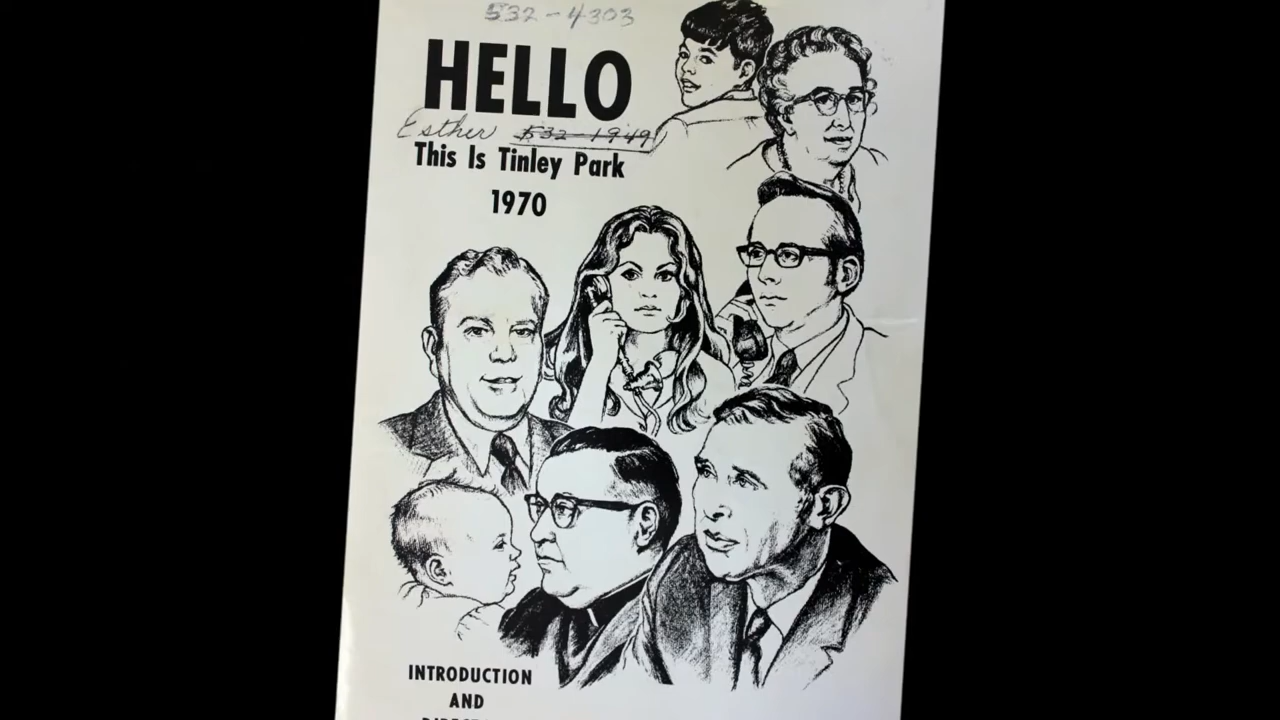 532-4303
HELLO
Esther 532-1949
This Is Tinley Park
1970
INTRODUCTION
AND